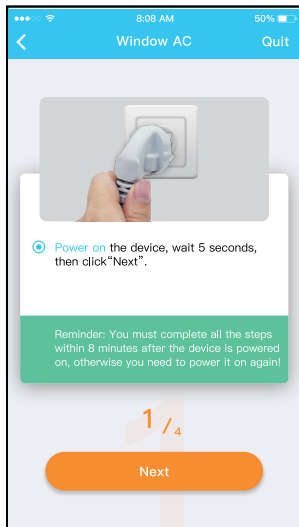 8:08 AM
50%
Window AC
Quit
Power on the device, wait 5 seconds,
then click“Next”.
Reminder: You must complete all the steps
within 8 minutes after the device is powered
on, otherwise you need to power it on again!
1 / 4
Next